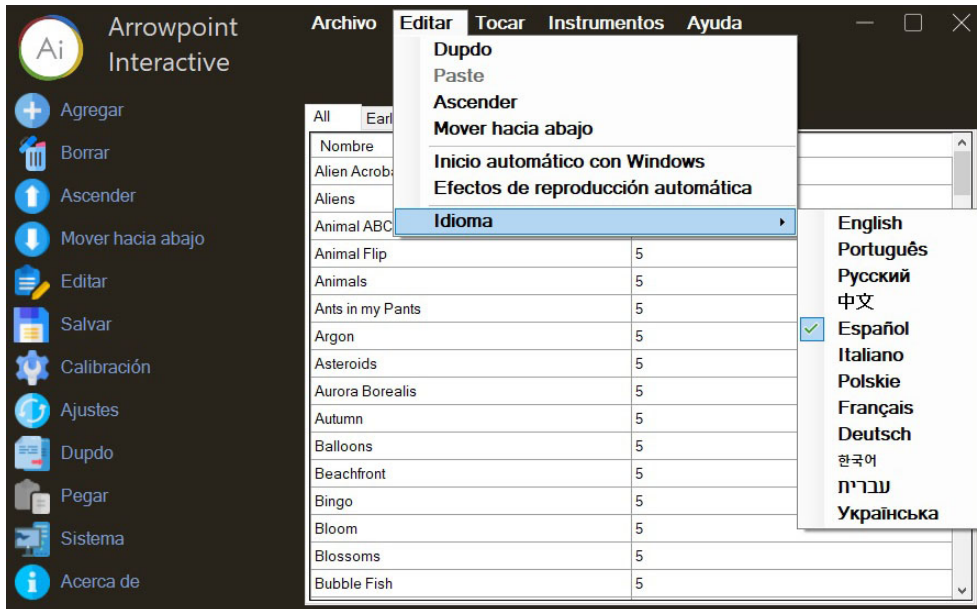 Ai
Arrowpoint
Interactive
Archivo Editar Tocar Instrumentos Ayuda
Dupdo
Paste
Ascender
Mover hacia abajo
Inicio automático con Windows
Efectos de reproducción automática
Idioma
English
Português
Русский
中文
Español
Italiano
Polskie
Français
Deutsch
한국어
עברית
Українська
Agregar
Borrar
Ascender
Mover hacia abajo
Editar
Salvar
Calibración
Ajustes
Dupdo
Pegar
Sistema
Acerca de
All
Nombre
Aliens
Animal ABC
Animal Flip 5
Animals 5
Ants in my Pants 5
Argon 5
Asteroids 5
Aurora Borealis 5
Autumn 5
Balloons 5
Beachfront 5
Bingo 5
Bloom 5
Blossoms 5
Bubble Fish 5